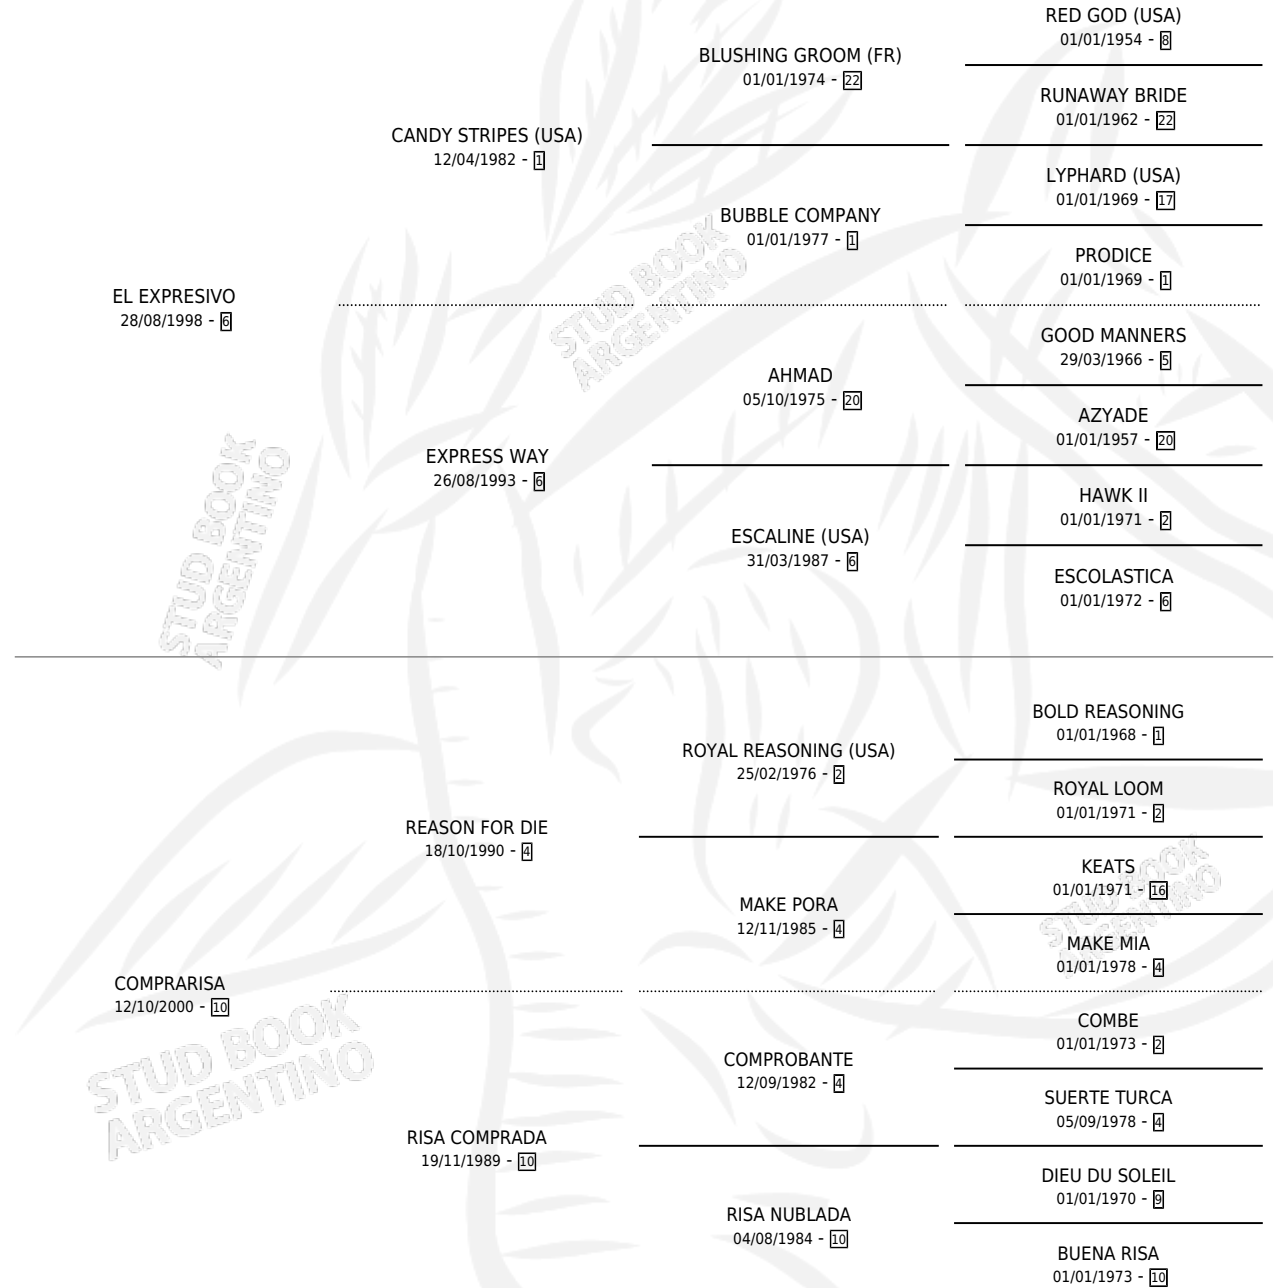 RED GOD (USA)
01/01/1954 - 8
BLUSHING GROOM (FR)
01/01/1974 - 22
RUNAWAY BRIDE
01/01/1962 - 22
CANDY STRIPES (USA)
12/04/1982 - 1
LYPHARD (USA)
01/01/1969 - 17
BUBBLE COMPANY
01/01/1977 - 1
PRODICE
01/01/1969 - 1
EL EXPRESIVO
28/08/1998 - 6
STUD BOOK
ARGENTINO
GOOD MANNERS
29/03/1966 - 5
AHMAD
05/10/1975 - 20
AZYADE
01/01/1957 - 20
EXPRESS WAY
26/08/1993 - 6
HAWK II
01/01/1971 - 2
ESCALINE (USA)
31/03/1987 - 6
ESCOLASTICA
01/01/1972 - 6
STUD BOOK
ARGENTINO
BOLD REASONING
01/01/1968 - 1
ROYAL REASONING (USA)
25/02/1976 - 2
ROYAL LOOM
01/01/1971 - 2
REASON FOR DIE
18/10/1990 - 4
KEATS
01/01/1971 - 16
STUD BOOK
ARGENTINO
MAKE PORA
12/11/1985 - 4
MAKE MIA
01/01/1978 - 4
COMPRARISA
12/10/2000 - 10
STUD BOOK
ARGENTINO
COMBE
01/01/1973 - 2
COMPROBANTE
12/09/1982 - 4
SUERTE TURCA
05/09/1978 - 4
RISA COMPRADA
19/11/1989 - 10
DIEU DU SOLEIL
01/01/1970 - 9
RISA NUBLADA
04/08/1984 - 10
BUENA RISA
01/01/1973 - 10